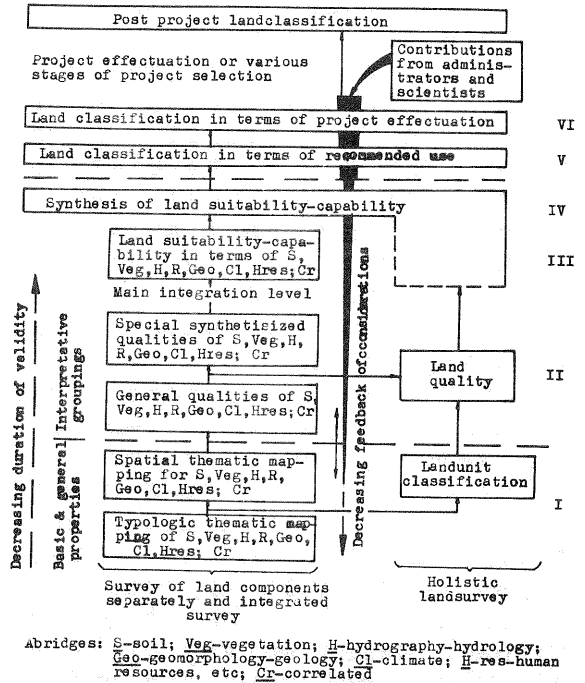 Post project landclassification
Project effectuation or various
stages of project selection
Contributions
from adminis-
trators and
scientists
Land classification in terms of project effectuation
VI
Land classification in terms of recommended use
V
Synthesis of land suitability-capability
IV
Land suitability-capa-
bility in terms of S,
Veg,H,R,Geo,Cl,Hres;Cr
III
Main integration level
Special synthetisized
qualities of S,Veg,H,
R,Geo,Cl,Hres; Cr
Land
quality
II
General qualities of S,
Veg,H,R,Geo,Cl,Hres;Cr
Spatial thematic map-
ping for S,Veg,H,R,
Geo,Cl,Hres; Cr
Landunit
classification
I
Typologic thematic map-
ping of S,Veg,H,R,Geo,
Cl,Hres; Cr
Decreasing duration of validity
Basic & general
properties
Interpretative
groupings
Decreasing feedback of cconsiderations
Survey of land components
separately and integrated
survey
Holistic
landsurvey
Abridges: S-soil; Veg-vegetation; H-hydrography-hydrology;
Geo-geomorphology-geology; Cl-climate; H-res-human
resources, etc; Cr-correlated